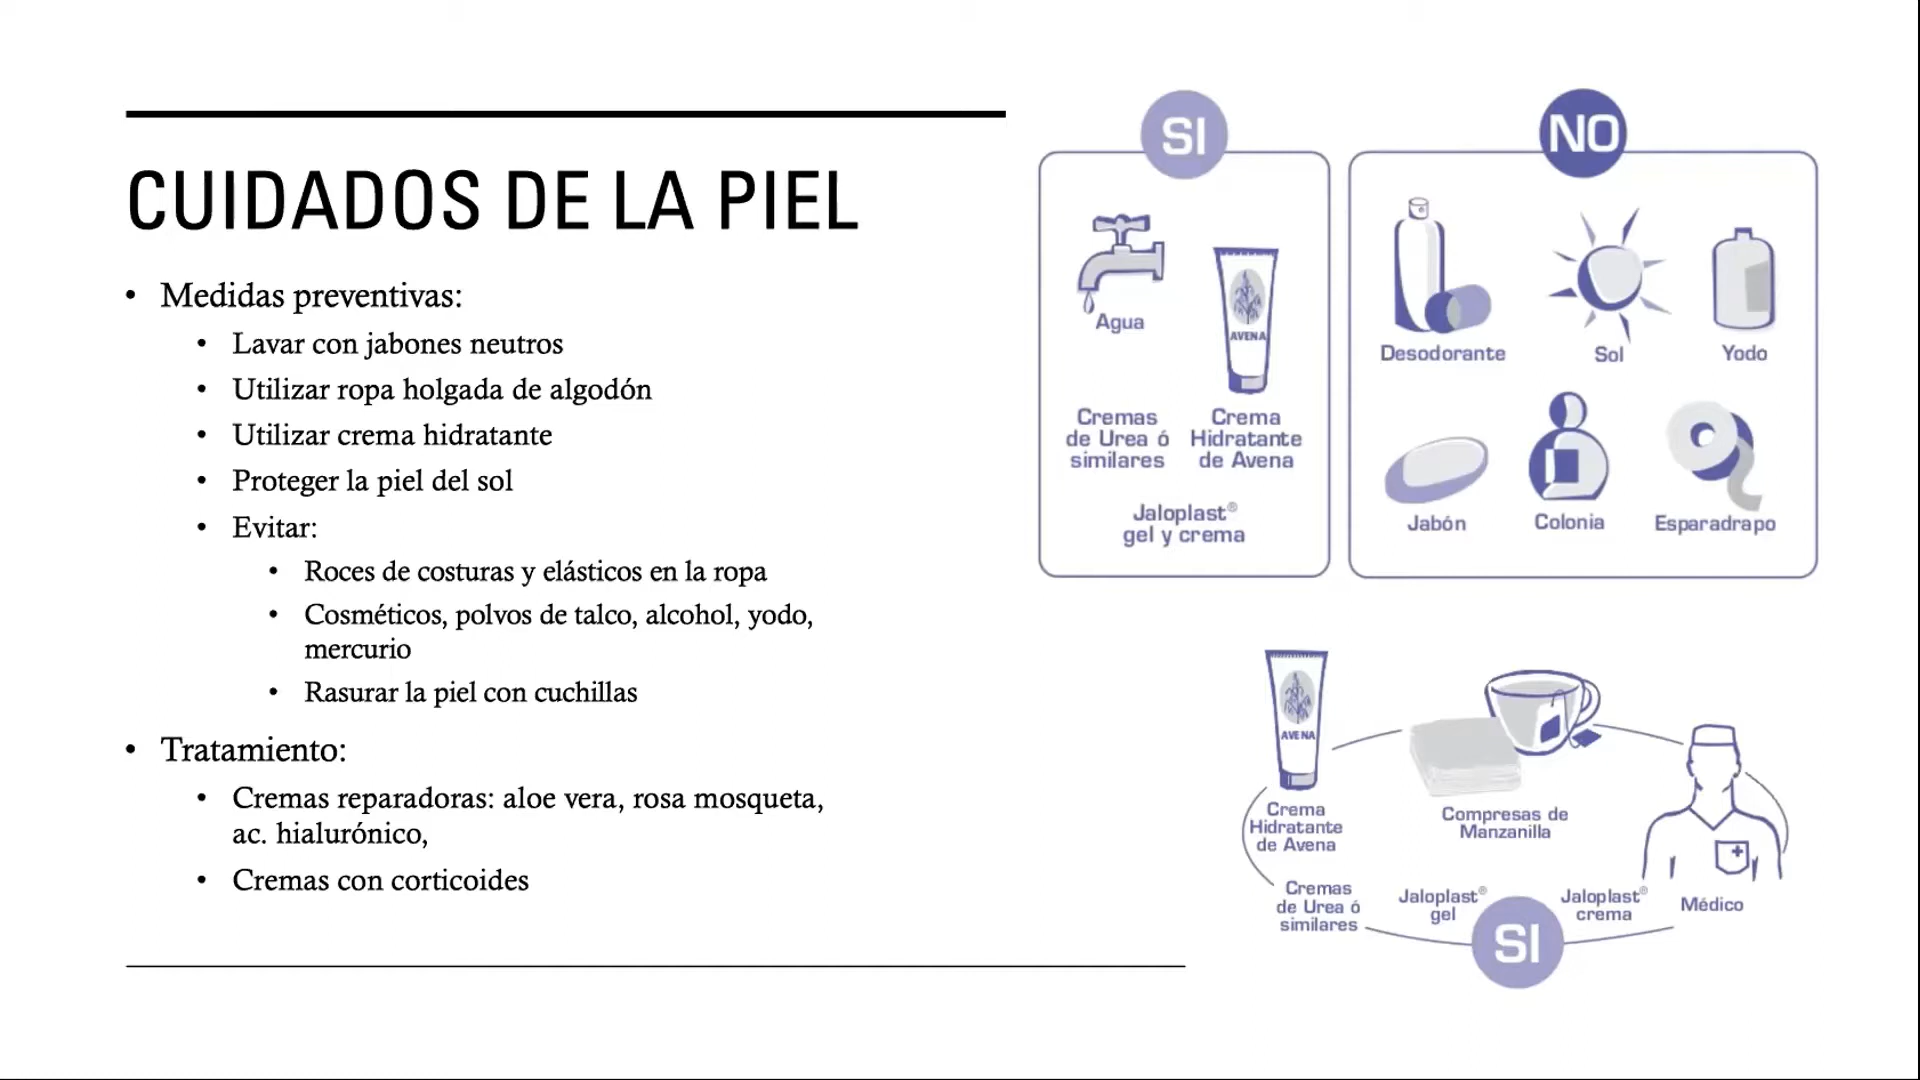 CUIDADOS DE LA PIEL
• Medidas preventivas:
• Lavar con jabones neutros
• Utilizar ropa holgada de algodón
• Utilizar crema hidratante
• Proteger la piel del sol
• Evitar:
• Roces de costuras y elásticos en la ropa
• Cosméticos, polvos de talco, alcohol, yodo,
mercurio
• Rasurar la piel con cuchillas
• Tratamiento:
• Cremas reparadoras: aloe vera, rosa mosqueta,
ac. hialurónico,
• Cremas con corticoides
SI
Agua
AVENA
Cremas
de Urea ó
similares
Crema
Hidratante
de Avena
Jaloplast®
gel y crema
NO
Desodorante
Sol
Yodo
Jabón
Colonia
Esparadrapo
AVENA
Crema
Hidratante
de Avena
Compresas de
Manzanilla
Médico
Cremas
de Urea ó
similares
Jaloplast®
gel
Jaloplast®
crema
SI